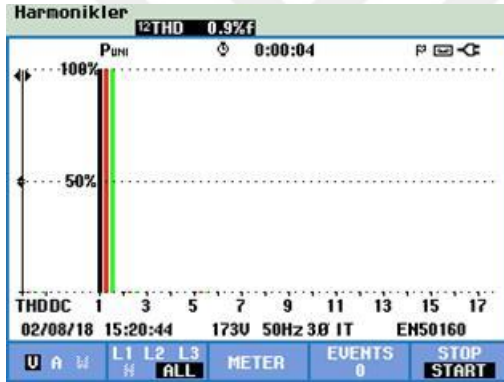 Harmonikler
12THD 0.9%f
PUNI 0:00:04
100%
50%
THDDC 1 3 5 7 9 11 13 15 17
02/08/18 15:20:44 173V 50Hz 3Ø IT EN50160
U A W L1 L2 L3 N ALL METER EVENTS 0 STOP START